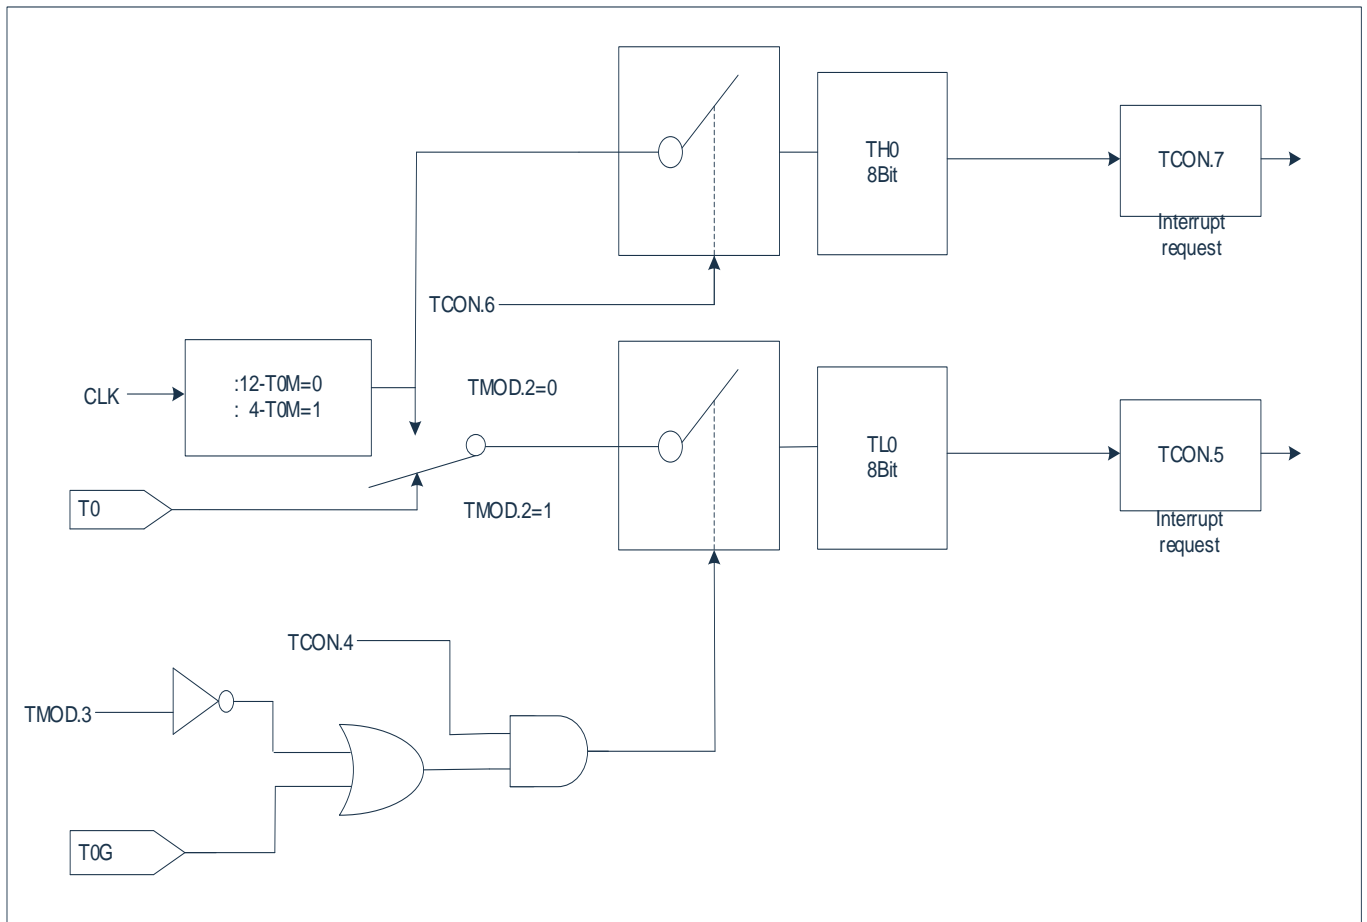 TH0
8Bit
TCON.7
Interrupt
request
TCON.6
CLK
:12-T0M=0
: 4-T0M=1
TMOD.2=0
TL0
8Bit
TCON.5
T0
TMOD.2=1
Interrupt
request
TCON.4
TMOD.3
T0G